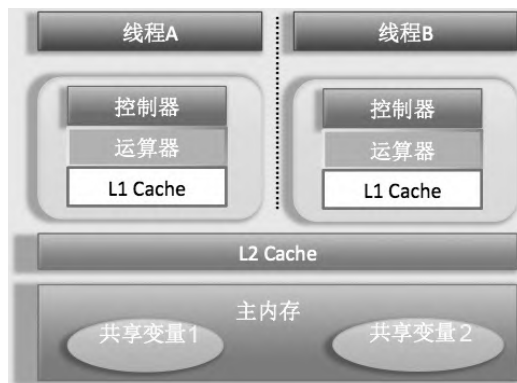 线程A
线程B
控制器
控制器
运算器
运算器
L1 Cache
L1 Cache
L2 Cache
主内存
共享变量1
共享变量2